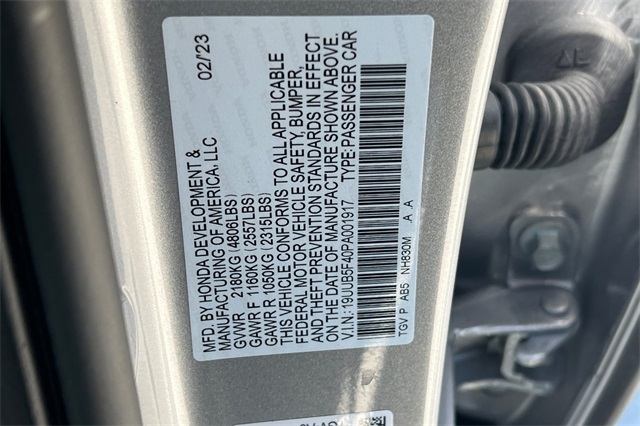 MFD. BY HONDA DEVELOPMENT & 02/23
MANUFACTURING OF AMERICA, LLC
GVWR 2180KG (4806LBS)
GAWR F 1160KG (2557LBS)
GAWR R 1050KG (2315LBS)
THIS VEHICLE CONFORMS TO ALL APPLICABLE
FEDERAL MOTOR VEHICLE SAFETY, BUMPER,
AND THEFT PREVENTION STANDARDS IN EFFECT
ON THE DATE OF MANUFACTURE SHOWN ABOVE.
V.I.N.: 19UUB5F40PA001917 TYPE: PASSENGER CAR
TGV P AB5 NH830M A A